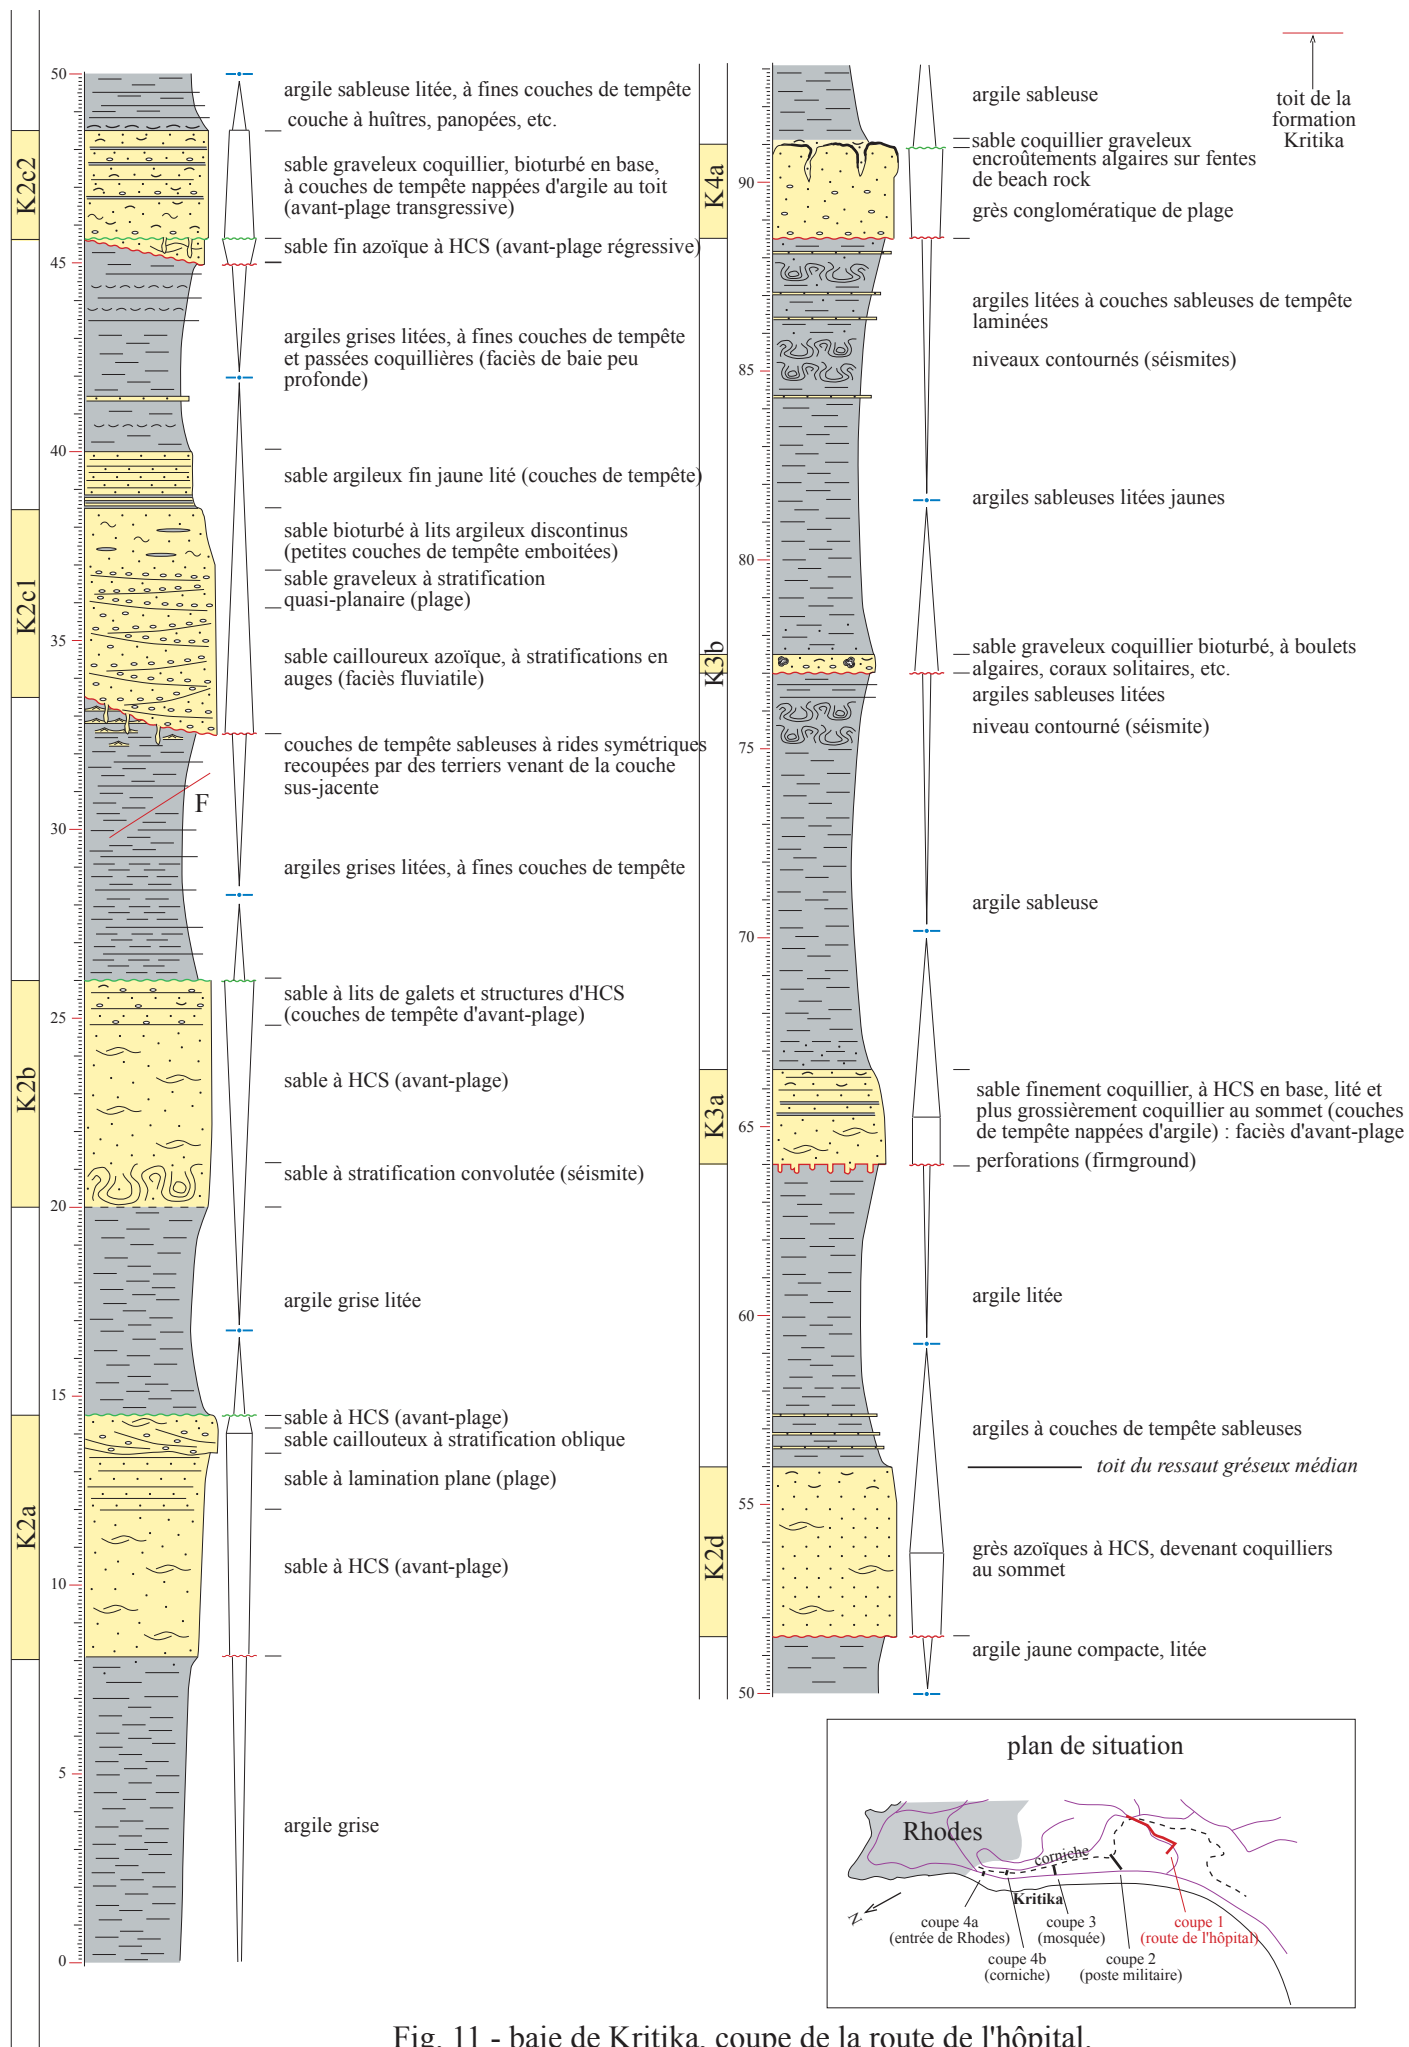 50
argile sableuse litée, à fines couches de tempête
couche à huîtres, panopées, etc.
K2c2
sable graveleux coquillier, bioturbé en base,
à couches de tempête nappées d'argile au toit
(avant-plage transgressive)
sable fin azoïque à HCS (avant-plage régressive)
45
argiles grises litées, à fines couches de tempête
et passées coquillières (faciès de baie peu
profonde)
40
sable argileux fin jaune lité (couches de tempête)
K2c1
sable bioturbé à lits argileux discontinus
(petites couches de tempête emboitées)
sable graveleux à stratification
quasi-planaire (plage)
35
sable cailloureux azoïque, à stratifications en
auges (faciès fluviatile)
couches de tempête sableuses à rides symétriques
recoupées par des terriers venant de la couche
sus-jacente
F
30
argiles grises litées, à fines couches de tempête
K2b
sable à lits de galets et structures d'HCS
(couches de tempête d'avant-plage)
25
sable à HCS (avant-plage)
sable à stratification convolutée (séismite)
20
argile grise litée
15
K2a
sable à HCS (avant-plage)
sable caillouteux à stratification oblique
sable à lamination plane (plage)
sable à HCS (avant-plage)
10
5
argile grise
0
toit de la
formation
Kritika
argile sableuse
K4a
sable coquillier graveleux
encroûtements algaires sur fentes
de beach rock
90
grès conglomératique de plage
argiles litées à couches sableuses de tempête
laminées
niveaux contournés (séismites)
85
argiles sableuses litées jaunes
80
K3b
sable graveleux coquillier bioturbé, à boulets
algaires, coraux solitaires, etc.
argiles sableuses litées
niveau contourné (séismite)
75
argile sableuse
70
K3a
sable finement coquillier, à HCS en base, lité et
plus grossièrement coquillier au sommet (couches
de tempête nappées d'argile) : faciès d'avant-plage
65
perforations (firmground)
argile litée
60
argiles à couches de tempête sableuses
toit du ressaut gréseux médian
55
K2d
grès azoïques à HCS, devenant coquilliers
au sommet
argile jaune compacte, litée
50
plan de situation
Rhodes
corniche
Kritika
N
coupe 4a
(entrée de Rhodes)
coupe 3
(mosquée)
coupe 1
(route de l'hôpital)
coupe 4b
(corniche)
coupe 2
(poste militaire)
Fig. 11 - baie de Kritika, coupe de la route de l'hôpital.